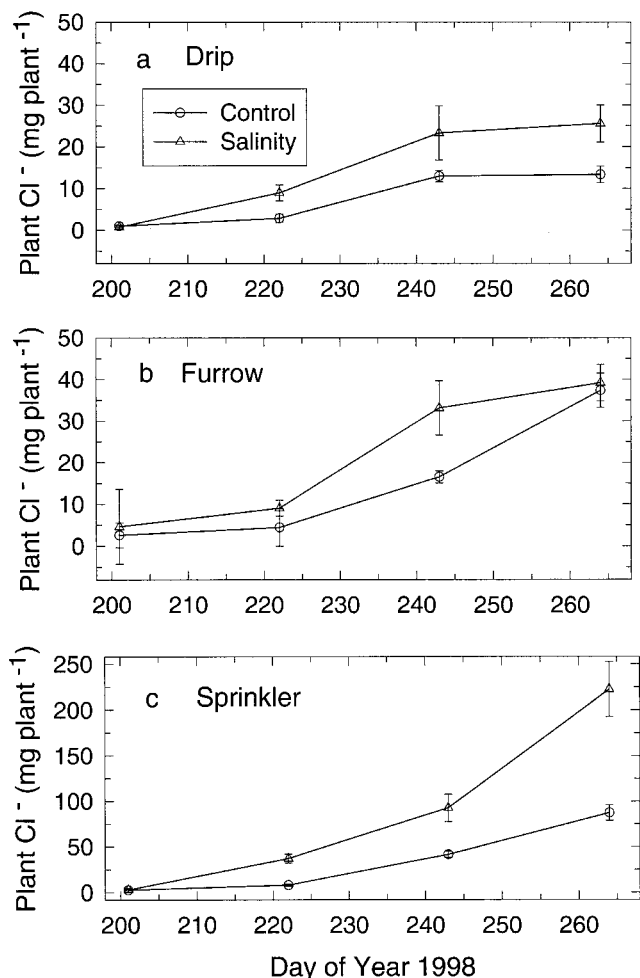 50
40
30
20
10
0
Plant Cl - (mg plant -1)
a Drip
Control
Salinity
200 210 220 230 240 250 260
50
40
30
20
10
0
Plant Cl - (mg plant -1)
b Furrow
200 210 220 230 240 250 260
250
200
150
100
50
0
Plant Cl - (mg plant -1)
c Sprinkler
200 210 220 230 240 250 260
Day of Year 1998